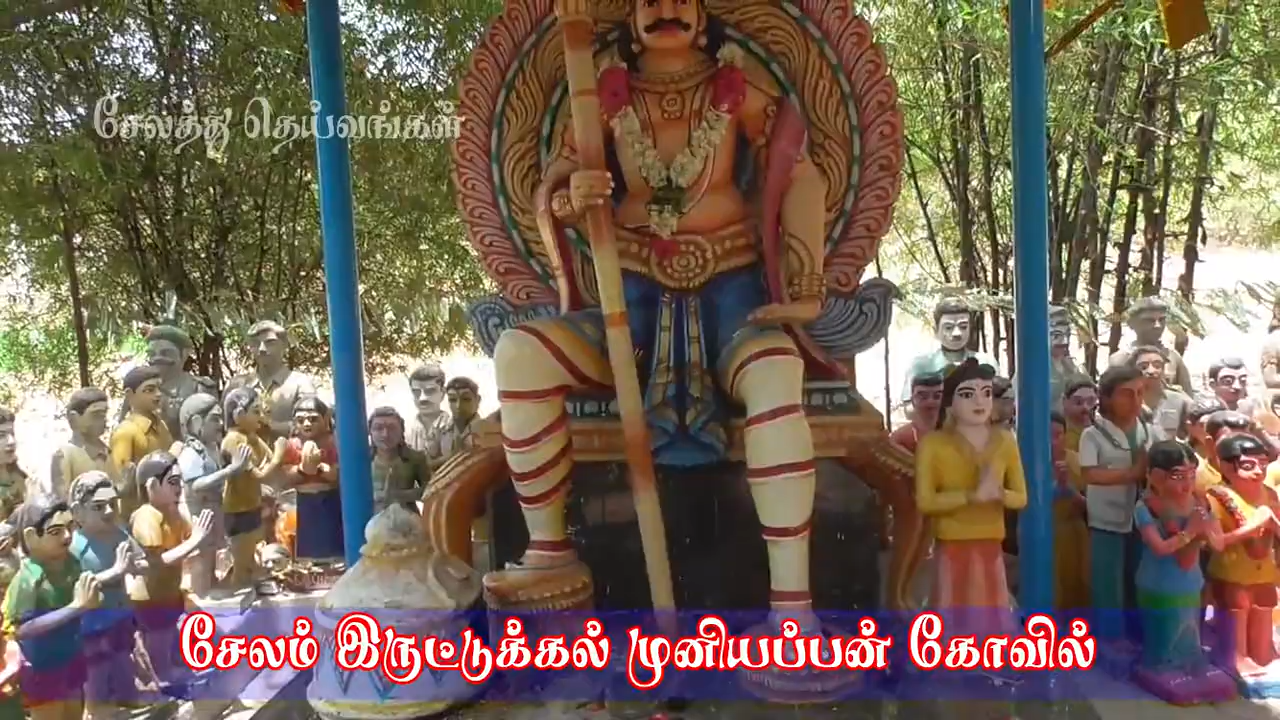 சேலத்து தெய்வங்கள்
சேலம் இருட்டுக்கல் முனியப்பன் கோவில்